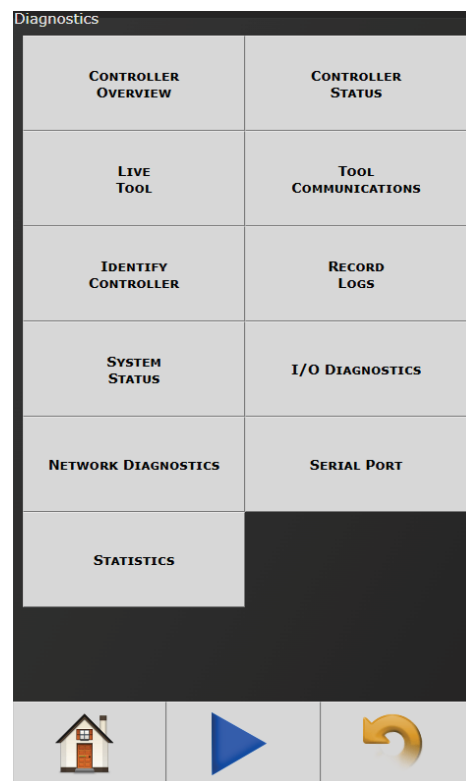 Diagnostics
CONTROLLER
OVERVIEW
CONTROLLER
STATUS
LIVE
TOOL
TOOL
COMMUNICATIONS
IDENTIFY
CONTROLLER
RECORD
LOGS
SYSTEM
STATUS
I/O DIAGNOSTICS
NETWORK DIAGNOSTICS
SERIAL PORT
STATISTICS